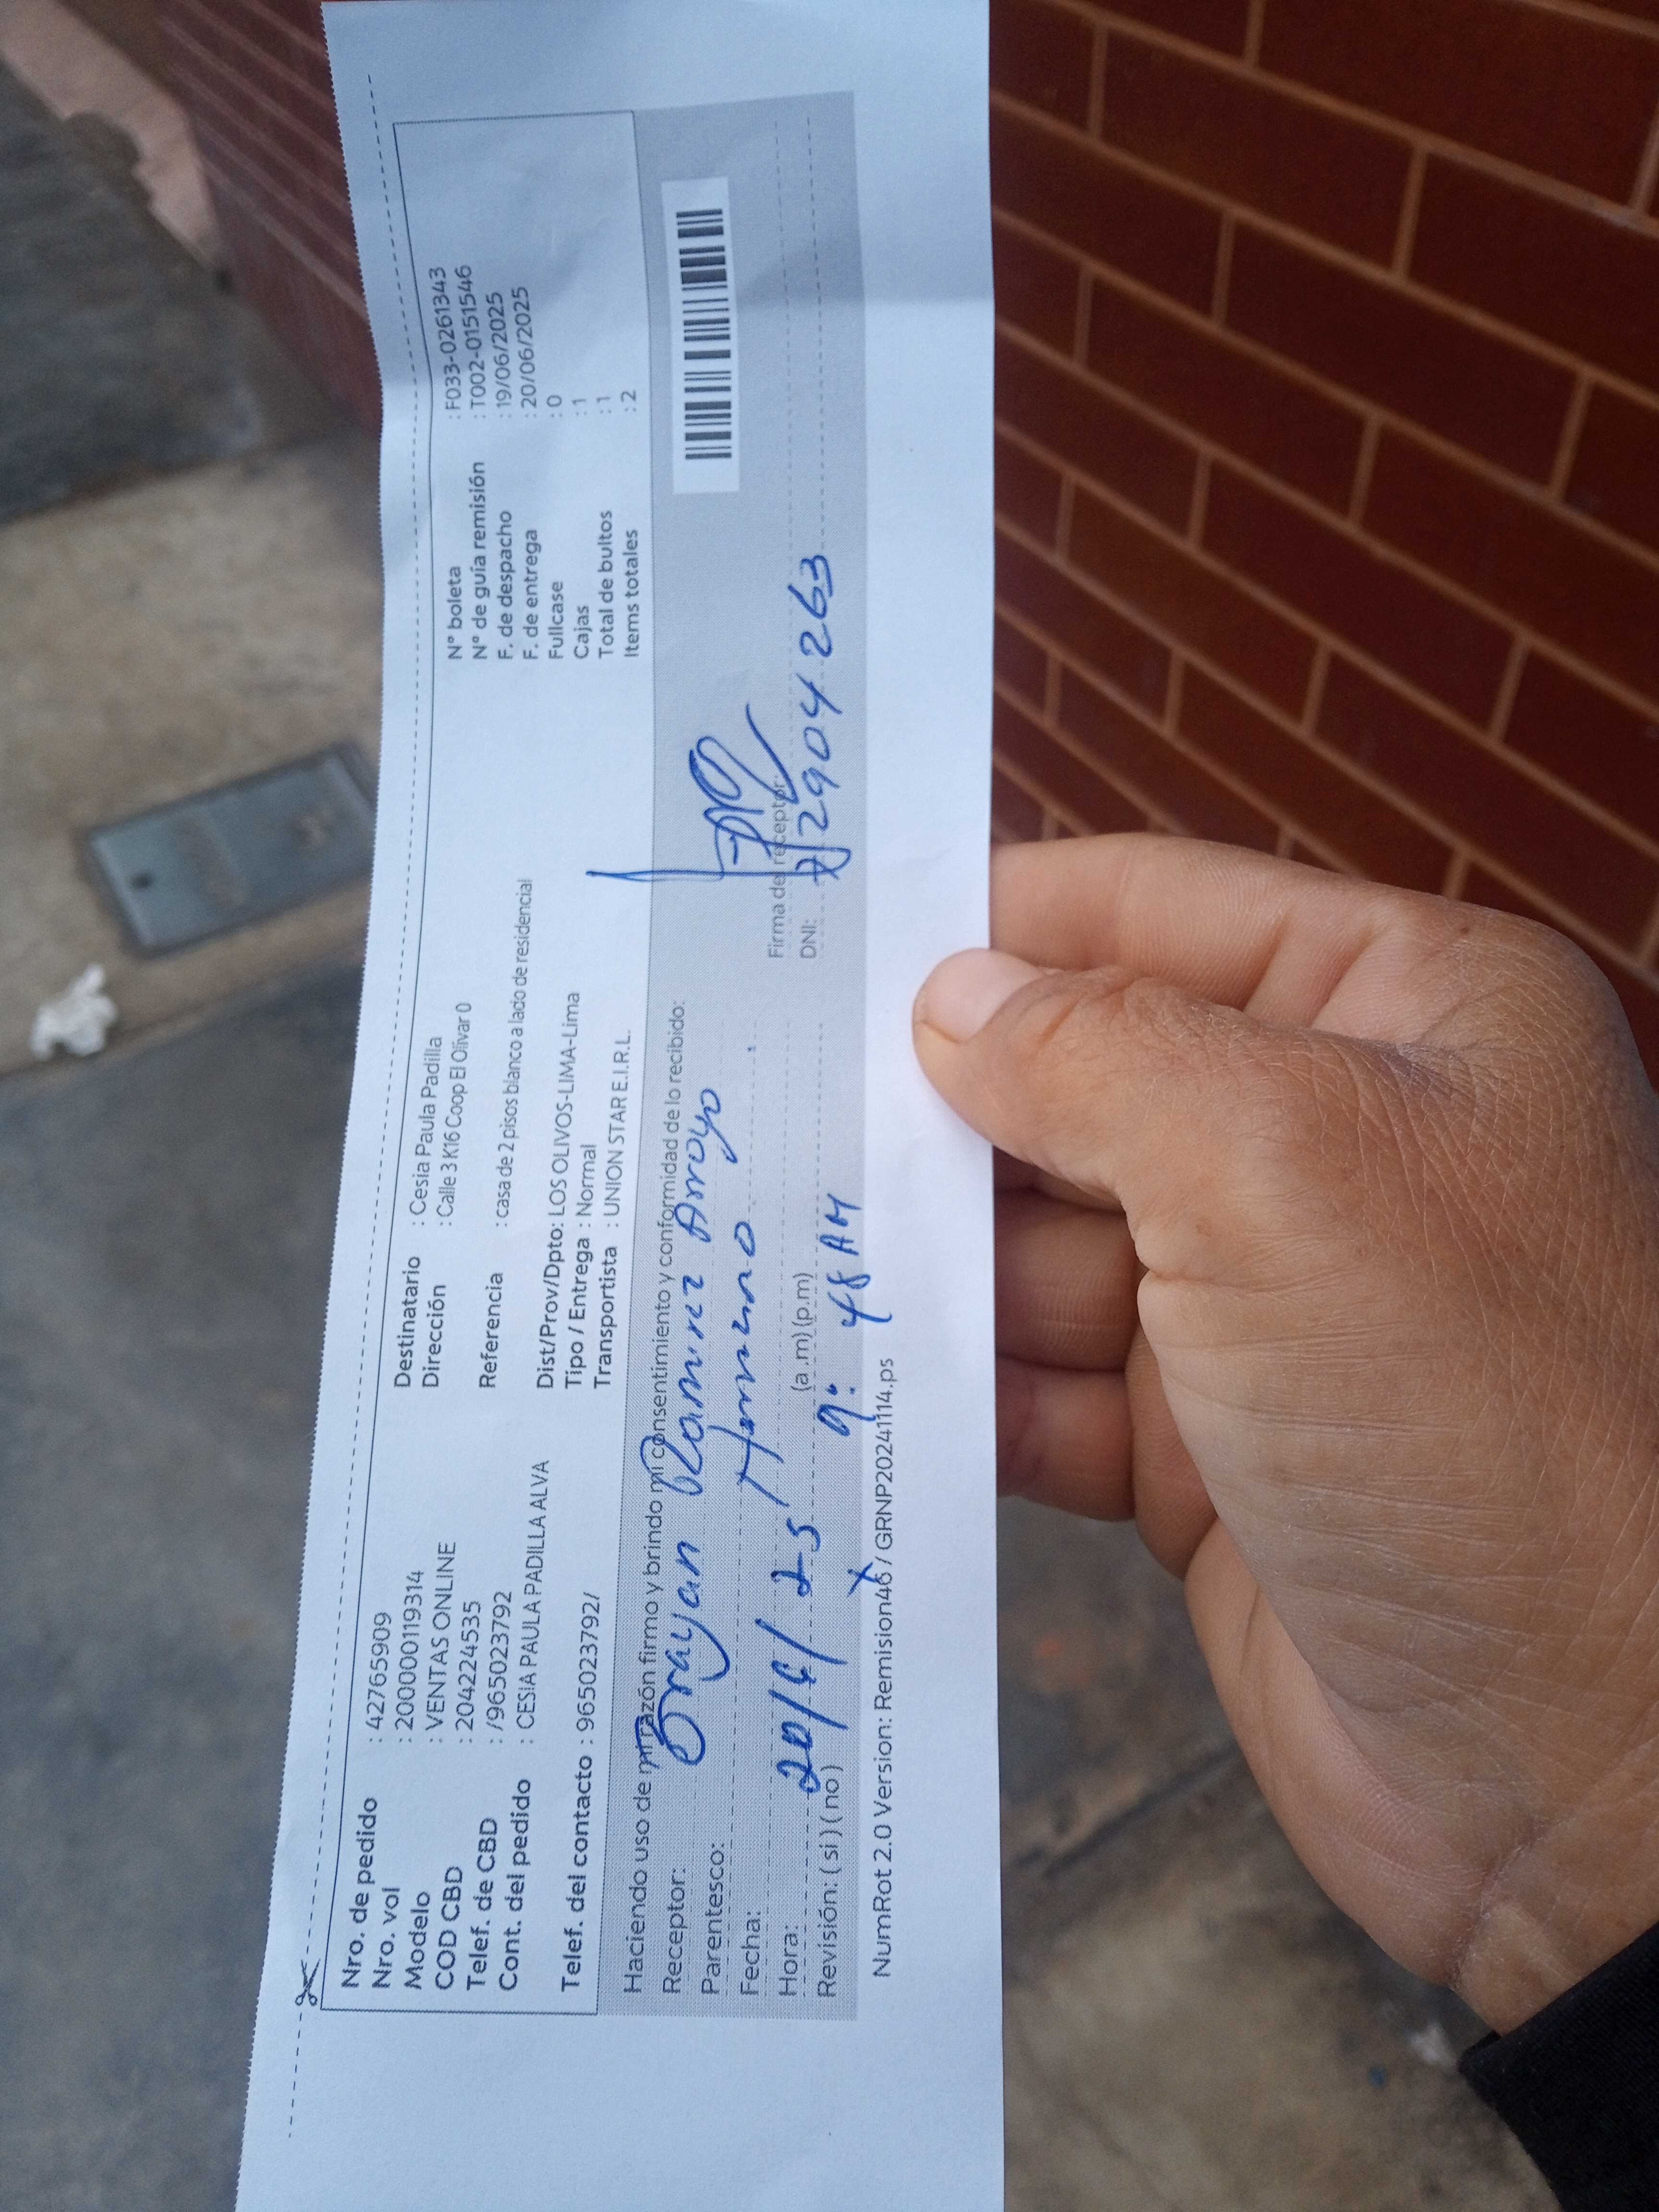 Nro. de pedido : 42765909
Nro. vol : 2000000119314
Modelo : VENTAS ONLINE
COD CBD : 204224535
Telef. de CBD : /965023792
Cont. del pedido : CESIA PAULA PADILLA ALVA
Telef. del contacto : 965023792/
Destinatario : Cesia Paula Padilla
Dirección : Calle 3 K16 Coop El Olivar 0
Referencia : casa de 2 pisos blanco a lado de residencial
Dist/Prov/Dpto: LOS OLIVOS-LIMA-Lima
Tipo / Entrega : Normal
Transportista : UNION STAR E.I.R.L.
N° boleta : F033-0261343
N° de guía remisión : T002-0151546
F. de despacho : 19/06/2025
F. de entrega : 20/06/2025
Fullcase : 0
Cajas : 1
Total de bultos : 1
Items totales : 2
Haciendo uso de mi razón firmo y brindo mi consentimiento y conformidad de lo recibido:
Receptor: Brayan Ramirez Arroyo
Parentesco: Hermano
Fecha: 20/6/25
Hora: (a.m) (p.m) 9:48 AM
Revisión: ( si ) ( no )
Firma del receptor:
DNI: 72904263
NumRot 2.0 Version: Remision46 / GRNP20241114.ps